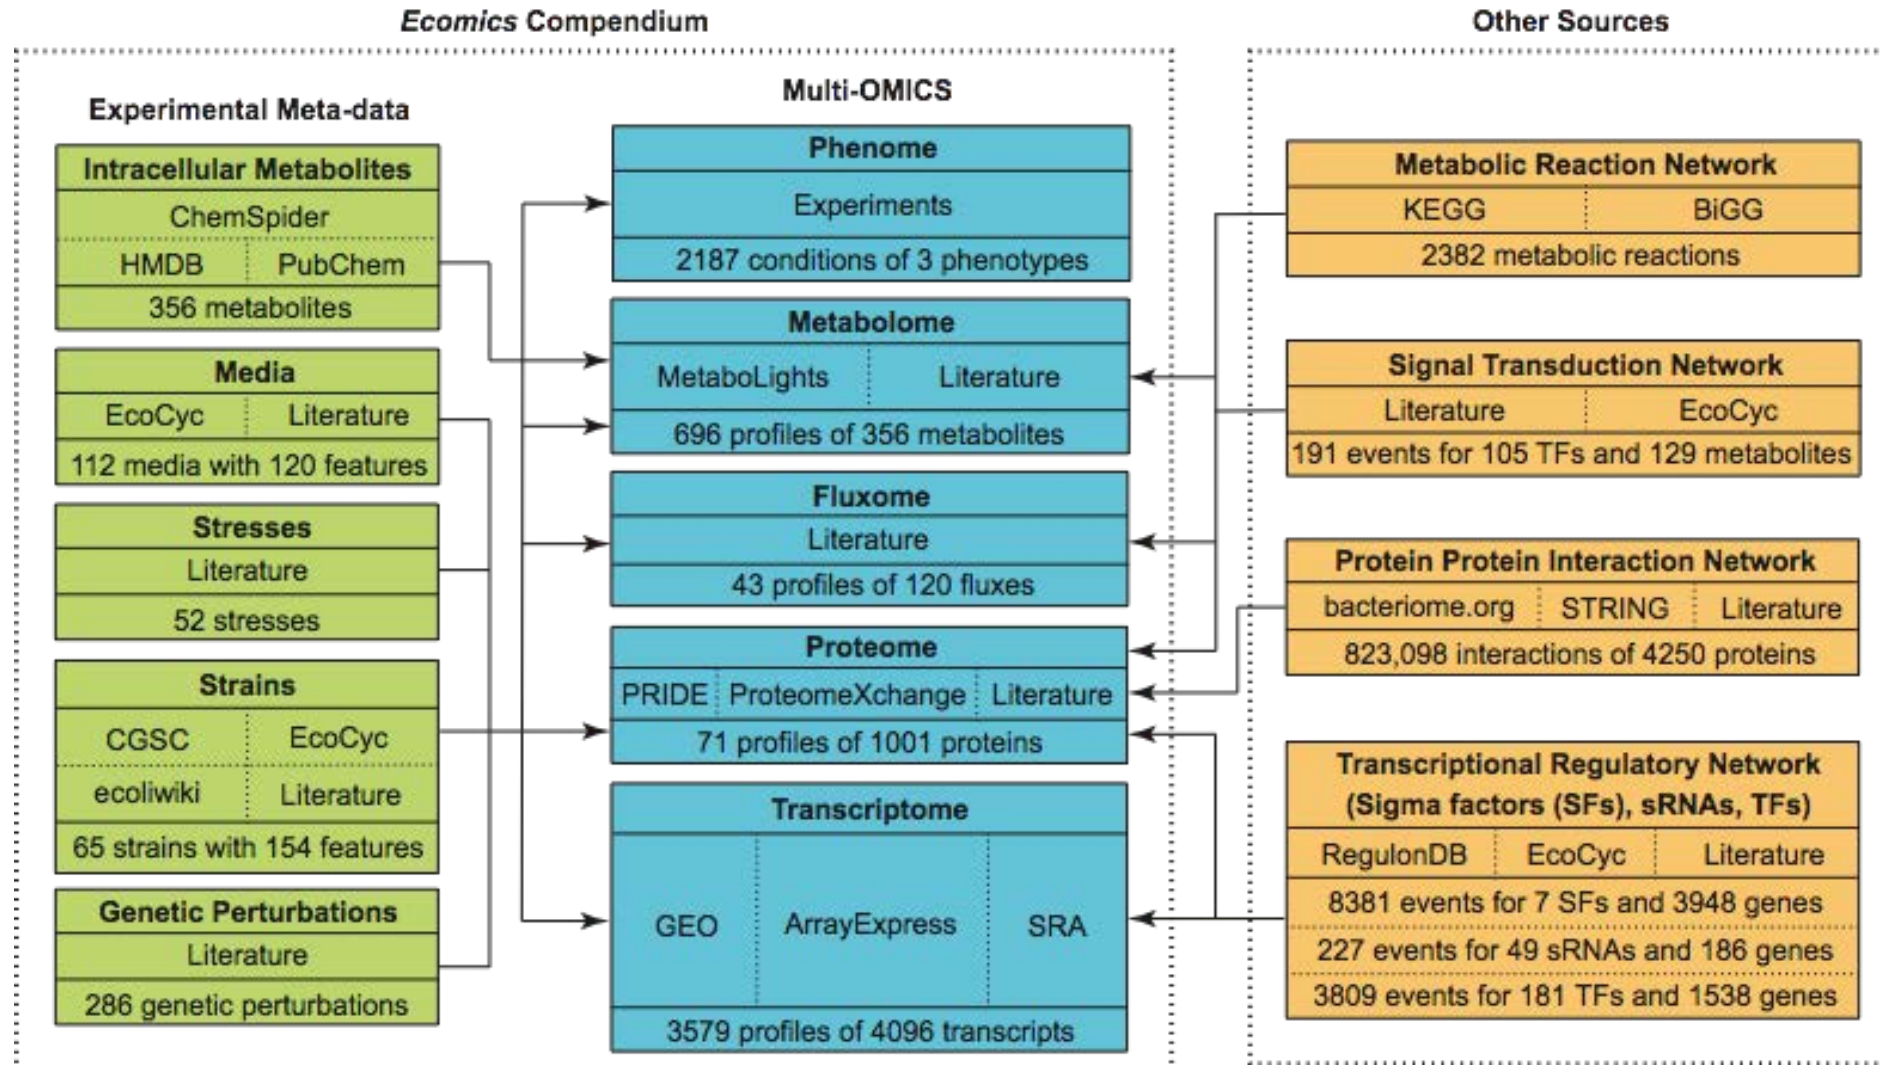 Ecomics Compendium
Other Sources
Experimental Meta-data
Intracellular Metabolites
ChemSpider
HMDB PubChem
356 metabolites
Media
EcoCyc Literature
112 media with 120 features
Stresses
Literature
52 stresses
Strains
CGSC EcoCyc
ecoliwiki Literature
65 strains with 154 features
Genetic Perturbations
Literature
286 genetic perturbations
Multi-OMICS
Phenome
Experiments
2187 conditions of 3 phenotypes
Metabolome
MetaboLights Literature
696 profiles of 356 metabolites
Fluxome
Literature
43 profiles of 120 fluxes
Proteome
PRIDE ProteomeXchange Literature
71 profiles of 1001 proteins
Transcriptome
GEO ArrayExpress SRA
3579 profiles of 4096 transcripts
Metabolic Reaction Network
KEGG BiGG
2382 metabolic reactions
Signal Transduction Network
Literature EcoCyc
191 events for 105 TFs and 129 metabolites
Protein Protein Interaction Network
bacteriome.org STRING Literature
823,098 interactions of 4250 proteins
Transcriptional Regulatory Network
(Sigma factors (SFs), sRNAs, TFs)
RegulonDB EcoCyc Literature
8381 events for 7 SFs and 3948 genes
227 events for 49 sRNAs and 186 genes
3809 events for 181 TFs and 1538 genes